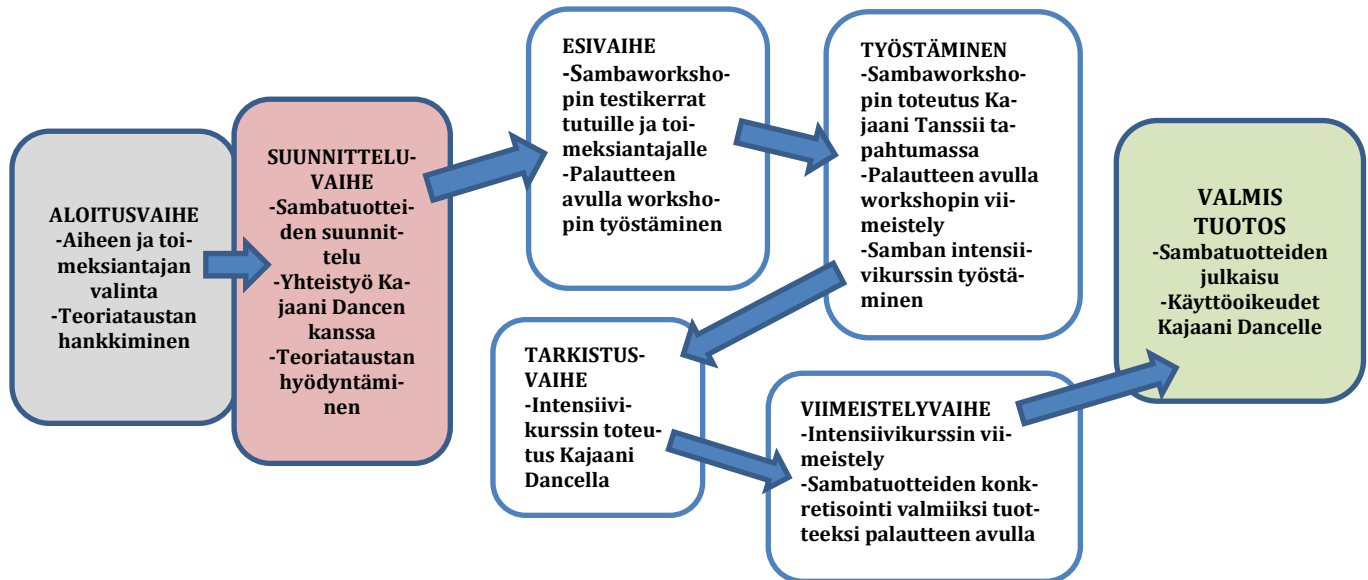 ALOITUSVAIHE
-Aiheen ja toi-
meksiantajan
valinta
-Teoriataustan
hankkiminen
SUUNNITTELU-
VAIHE
-Sambatuottei-
den suunnit-
telu
-Yhteistyö Ka-
jaani Dancen
kanssa
-Teoriataustan
hyödyntämi-
nen
ESIVAIHE
-Sambaworksho-
pin testikerrat
tutuille ja toi-
meksiantajalle
-Palautteen
avulla worksho-
pin työstäminen
TYÖSTÄMINEN
-Sambaworksho-
pin toteutus Ka-
jaani Tanssii ta-
pahtumassa
-Palautteen avulla
workshopin vii-
meistely
-Samban intensii-
vikurssin työstä-
minen
TARKISTUS-
VAIHE
-Intensiivi-
kurssin toteu-
tus Kajaani
Dancella
VIIMEISTELYVAIHE
-Intensiivikurssin vii-
meistely
-Sambatuotteiden konk-
retisointi valmiiksi tuot-
teeksi palautteen avulla
VALMIS
TUOTOS
-Sambatuotteiden
julkaisu
-Käyttöoikeudet
Kajaani Dancelle